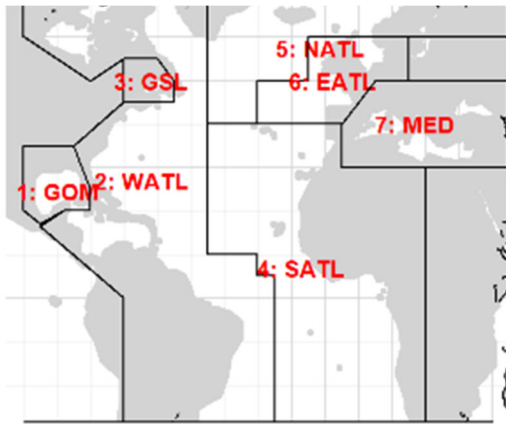 5: NATL
3: GSL
6: EATL
7: MED
1: GOM
2: WATL
4: SATL